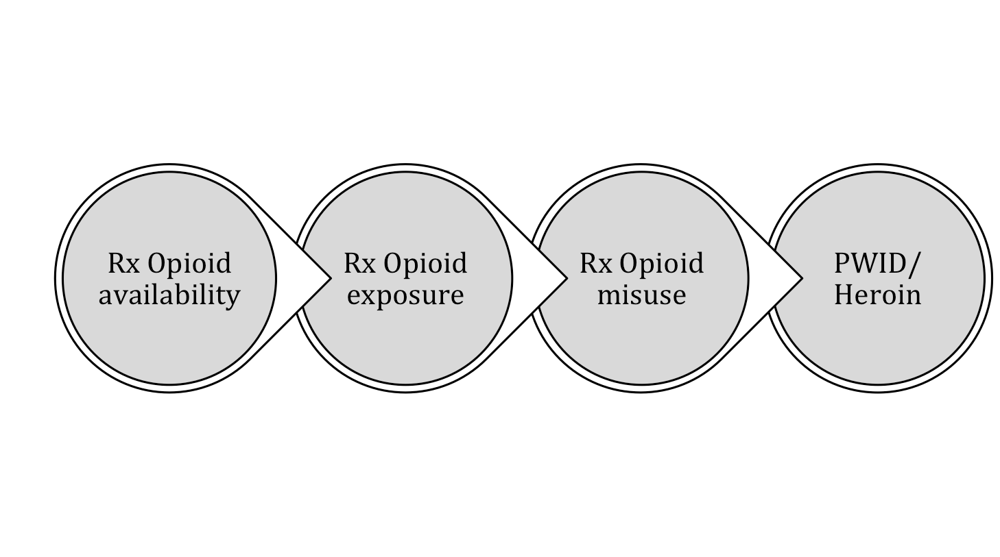 Rx Opioid
availability
Rx Opioid
exposure
Rx Opioid
misuse
PWID/
Heroin